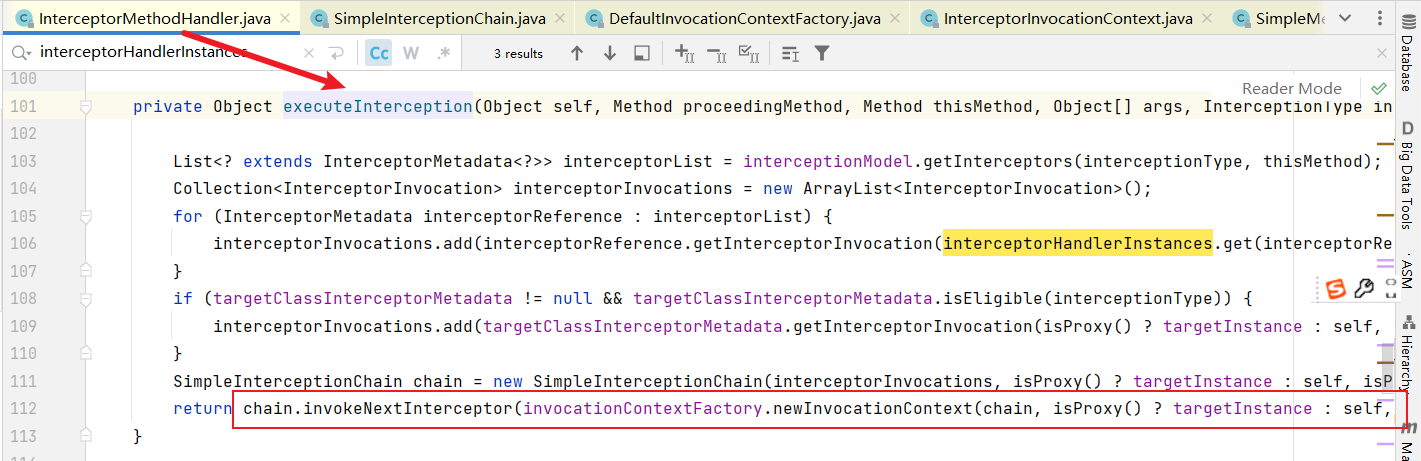 InterceptorMethodHandler.java SimpleInterceptionChain.java DefaultInvocationContextFactory.java InterceptorInvocationContext.java SimpleMe
interceptorHandlerInstances Cc W .* 3 results
Reader Mode
100
101 private Object executeInterception(Object self, Method proceedingMethod, Method thisMethod, Object[] args, InterceptionType in
102
103 List<? extends InterceptorMetadata<?>> interceptorList = interceptionModel.getInterceptors(interceptionType, thisMethod);
104 Collection<InterceptorInvocation> interceptorInvocations = new ArrayList<InterceptorInvocation>();
105 for (InterceptorMetadata interceptorReference : interceptorList) {
106 interceptorInvocations.add(interceptorReference.getInterceptorInvocation(interceptorHandlerInstances.get(interceptorRe
107 }
108 if (targetClassInterceptorMetadata != null && targetClassInterceptorMetadata.isEligible(interceptionType)) {
109 interceptorInvocations.add(targetClassInterceptorMetadata.getInterceptorInvocation(isProxy() ? targetInstance : self,
110 }
111 SimpleInterceptionChain chain = new SimpleInterceptionChain(interceptorInvocations, isProxy() ? targetInstance : self, isP
112 return chain.invokeNextInterceptor(invocationContextFactory.newInvocationContext(chain, isProxy() ? targetInstance : self,
113 }
Database
D Big Data Tools
ASM
Hierarchy
m Ma